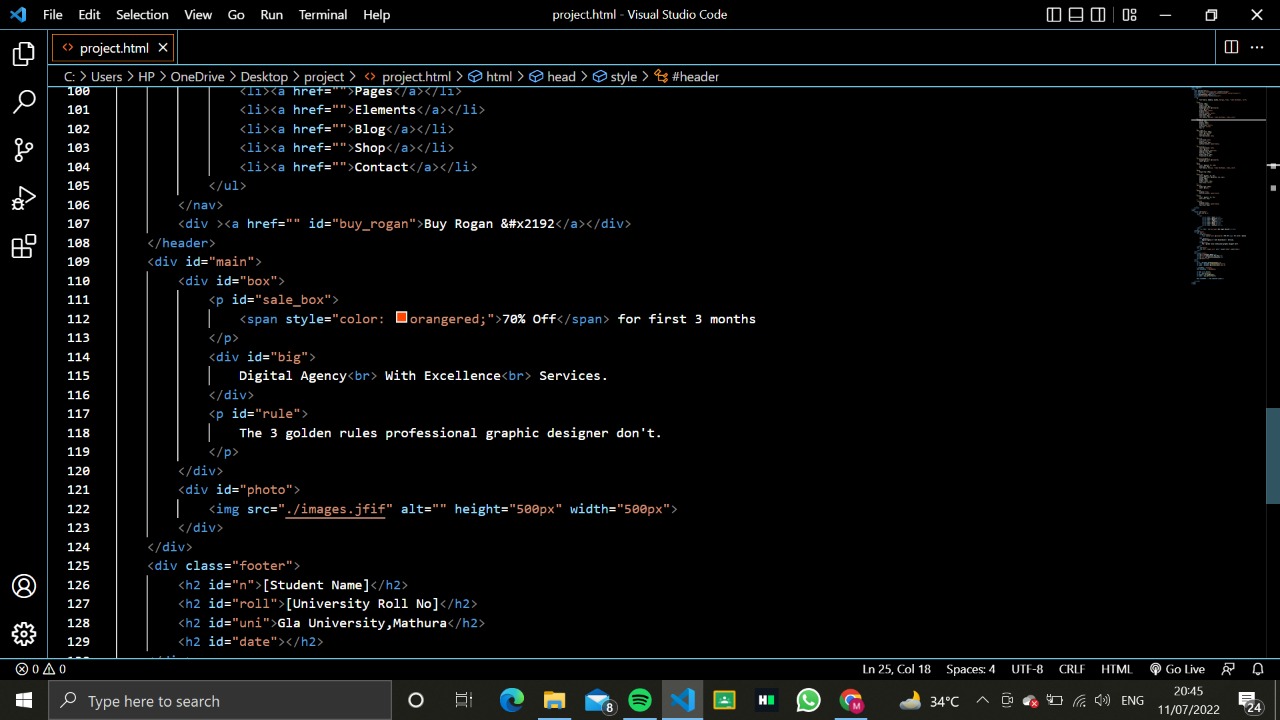 File Edit Selection View Go Run Terminal Help project.html - Visual Studio Code
project.html
C: > Users > HP > OneDrive > Desktop > project > project.html > html > head > style > #header
100 <li><a href="">Pages</a></li>
101 <li><a href="">Elements</a></li>
102 <li><a href="">Blog</a></li>
103 <li><a href="">Shop</a></li>
104 <li><a href="">Contact</a></li>
105 </ul>
106 </nav>
107 <div ><a href="" id="buy_rogan">Buy Rogan &#x2192</a></div>
108 </header>
109 <div id="main">
110 <div id="box">
111 <p id="sale_box">
112 <span style="color: orangered;">70% Off</span> for first 3 months
113 </p>
114 <div id="big">
115 Digital Agency<br> With Excellence<br> Services.
116 </div>
117 <p id="rule">
118 The 3 golden rules professional graphic designer don't.
119 </p>
120 </div>
121 <div id="photo">
122 <img src="./images.jfif" alt="" height="500px" width="500px">
123 </div>
124 </div>
125 <div class="footer">
126 <h2 id="n">[Student Name]</h2>
127 <h2 id="roll">[University Roll No]</h2>
128 <h2 id="uni">Gla University,Mathura</h2>
129 <h2 id="date"></h2>
0 0 Ln 25, Col 18 Spaces: 4 UTF-8 CRLF HTML Go Live
Type here to search 8 34°C ENG 20:45
11/07/2022 24